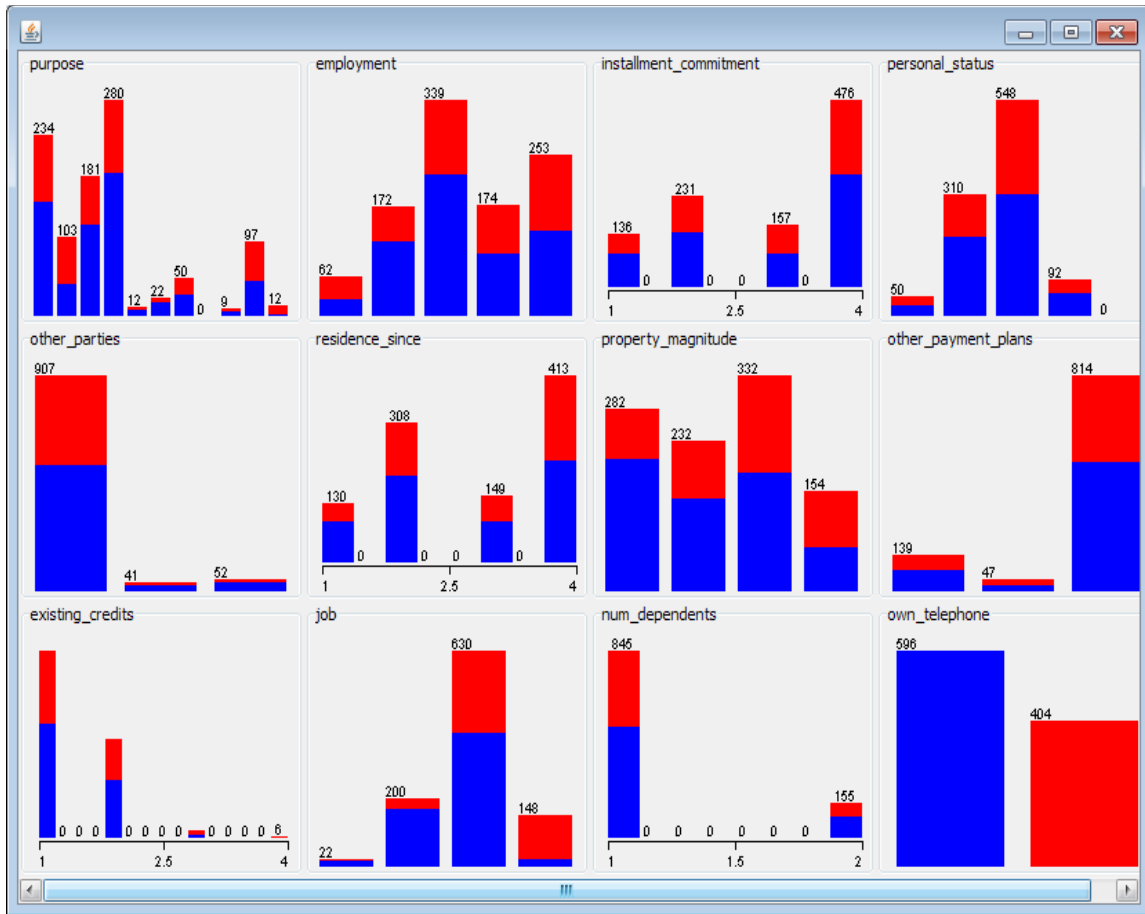 purpose
280
234
181
103
97
50
22
12
12
9
0
employment
339
253
172
174
62
installment_commitment
476
231
157
136
0 0 0 0
1 2.5 4
personal_status
548
310
92
50
0
other_parties
907
41
52
residence_since
413
308
149
130
0 0 0 0
1 2.5 4
property_magnitude
332
282
232
154
other_payment_plans
814
139
47
existing_credits
0 0 0 0 0 0 0 0 0 0 0 6
1 2.5 4
job
630
200
148
22
num_dependents
845
155
0 0 0 0 0 0
1 1.5 2
own_telephone
596
404